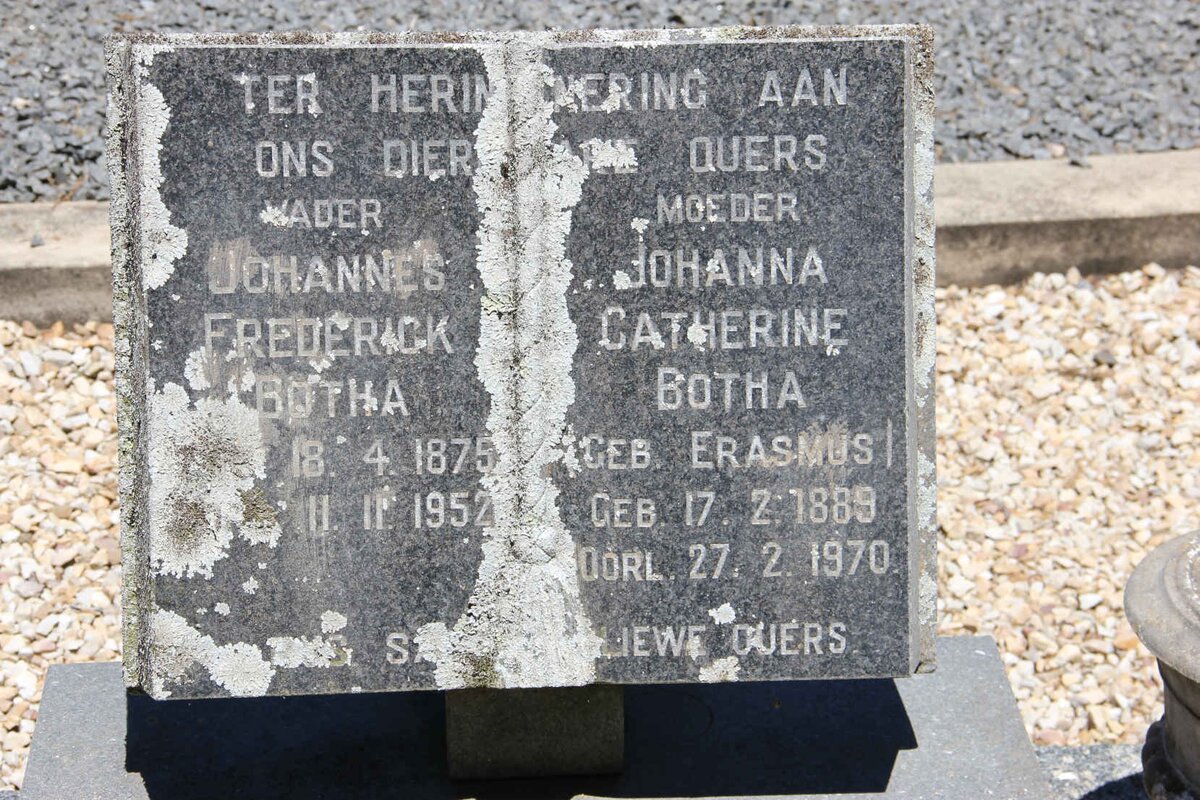 TER HERINNERING AAN
ONS DIERBARE OUERS
VADER
JOHANNES
FREDERICK
BOTHA
18. 4. 1875
11. 11. 1952
MOEDER
JOHANNA
CATHERINE
BOTHA
GEB ERASMUS
GEB. 17. 2. 1889
OORL. 27. 2. 1970
LIEWE OUERS.